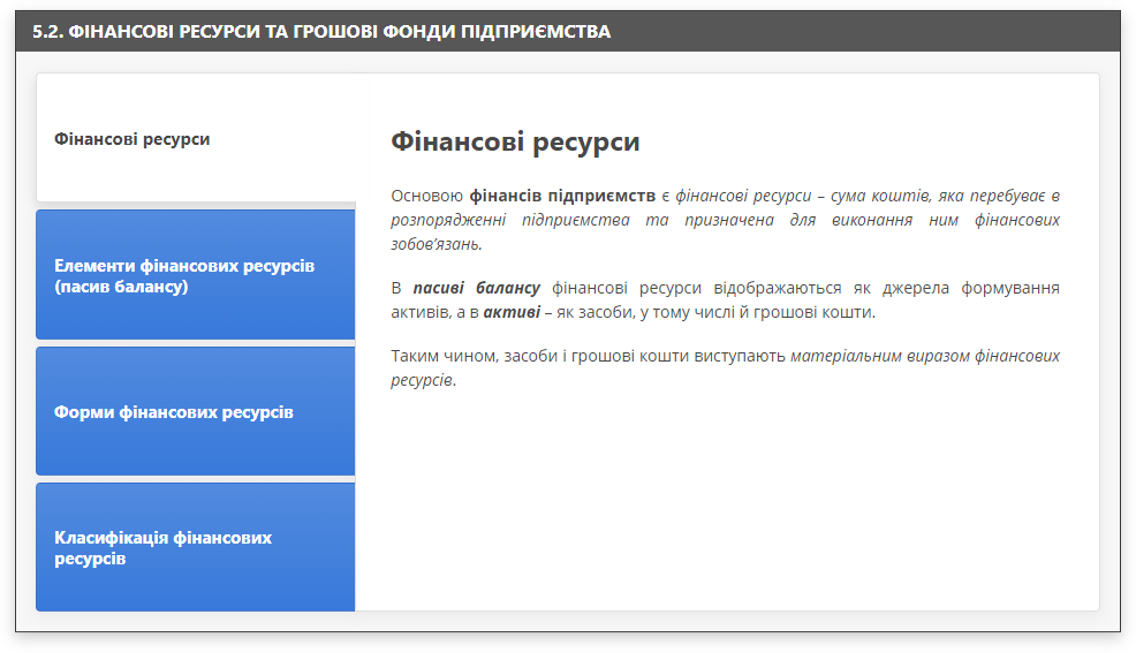 5.2. ФІНАНСОВІ РЕСУРСИ ТА ГРОШОВІ ФОНДИ ПІДПРИЄМСТВА
Фінансові ресурси
Елементи фінансових ресурсів
(пасив балансу)
Форми фінансових ресурсів
Класифікація фінансових
ресурсів
Фінансові ресурси
Основою фінансів підприємств є фінансові ресурси – сума коштів, яка перебуває в
розпорядженні підприємства та призначена для виконання ним фінансових
зобов’язань.
В пасиві балансу фінансові ресурси відображаються як джерела формування
активів, а в активі – як засоби, у тому числі й грошові кошти.
Таким чином, засоби і грошові кошти виступають матеріальним виразом фінансових
ресурсів.